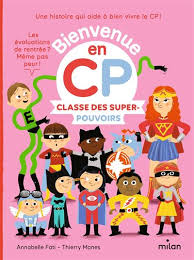 Une histoire qui aide à bien vivre le CP!
Bienvenue
en
CP
Les
évaluations
de rentrée?
Même pas
peur!
CLASSE DES SUPER-
POUVOIRS
Annabelle Fati - Thierry Manes
milan